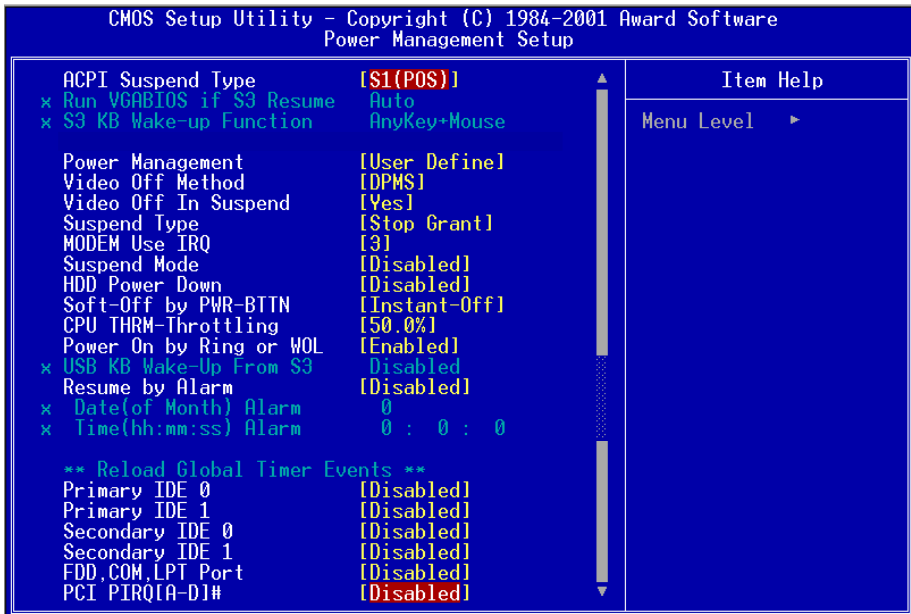 CMOS Setup Utility - Copyright (C) 1984-2001 Award Software
Power Management Setup
ACPI Suspend Type [S1(POS)]
x Run VGABIOS if S3 Resume Auto
x S3 KB Wake-up Function AnyKey+Mouse
Power Management [User Define]
Video Off Method [DPMS]
Video Off In Suspend [Yes]
Suspend Type [Stop Grant]
MODEM Use IRQ [3]
Suspend Mode [Disabled]
HDD Power Down [Disabled]
Soft-Off by PWR-BTTN [Instant-Off]
CPU THRM-Throttling [50.0%]
Power On by Ring or WOL [Enabled]
x USB KB Wake-Up From S3 Disabled
Resume by Alarm [Disabled]
x Date(of Month) Alarm 0
x Time(hh:mm:ss) Alarm 0 : 0 : 0
** Reload Global Timer Events **
Primary IDE 0 [Disabled]
Primary IDE 1 [Disabled]
Secondary IDE 0 [Disabled]
Secondary IDE 1 [Disabled]
FDD,COM,LPT Port [Disabled]
PCI PIRQ[A-D]# [Disabled]
Item Help
Menu Level